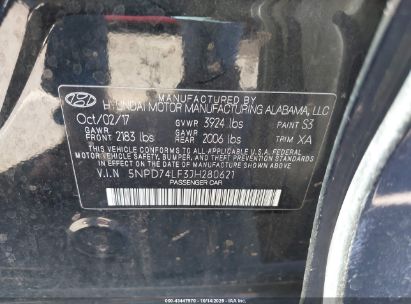 MANUFACTURED BY
HYUNDAI MOTOR MANUFACTURING ALABAMA, LLC
Oct/02/17 GVWR 3924 lbs PAINT S3
GAWR FRONT 2183 lbs GAWR REAR 2006 lbs TRIM XA
THIS VEHICLE CONFORMS TO ALL APPLICABLE U.S.A. FEDERAL MOTOR
VEHICLE SAFETY, BUMPER, AND THEFT PREVENTION STANDARDS IN
EFFECT ON THE DATE OF MANUFACTURE SHOWN ABOVE.
V.I.N 5NPD74LF3JH280621
PASSENGER CAR